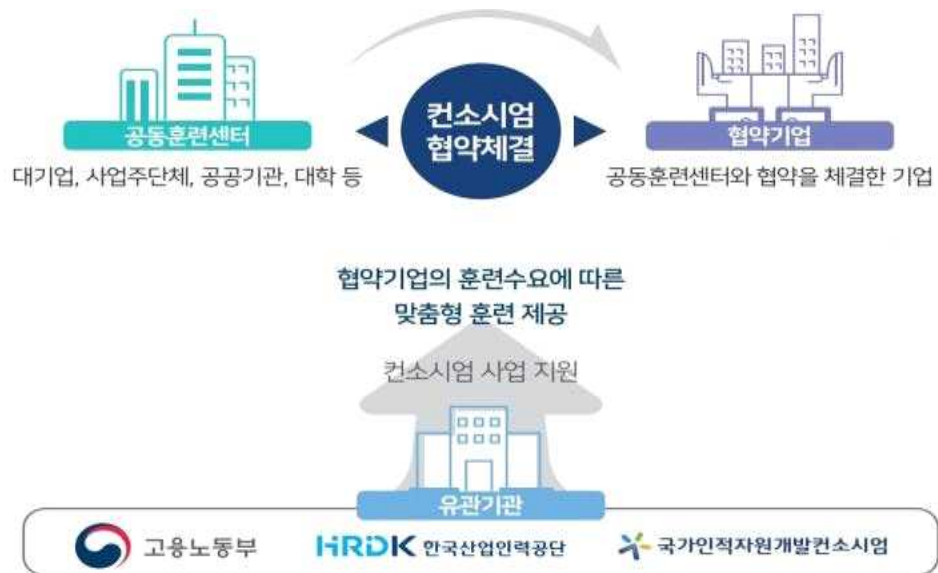 컨소시엄
협약체결
공동훈련센터
협약기업
대기업, 사업주단체, 공공기관, 대학 등
공동훈련센터와 협약을 체결한 기업
협약기업의 훈련수요에 따른
맞춤형 훈련 제공
컨소시엄 사업 지원
유관기관
고용노동부
HRDK 한국산업인력공단
국가인적자원개발컨소시엄